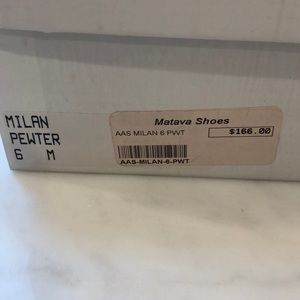 MILAN
PEWTER
6 M
Matava Shoes
AAS MILAN 6 PWT
$166.00
AAS-MILAN-6-PWT